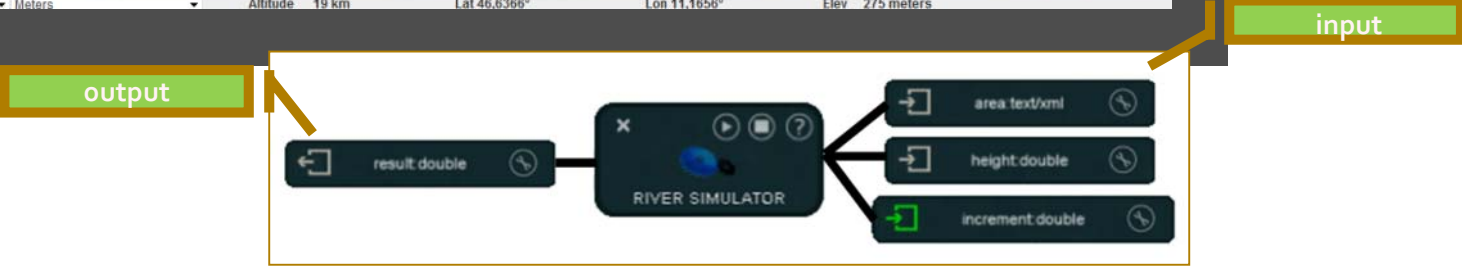 Meters Altitude 19 km Lat 46,6366° Lon 11,1656° Elev 275 meters
input
output
area:text/xml
result:double
height:double
RIVER SIMULATOR
increment:double